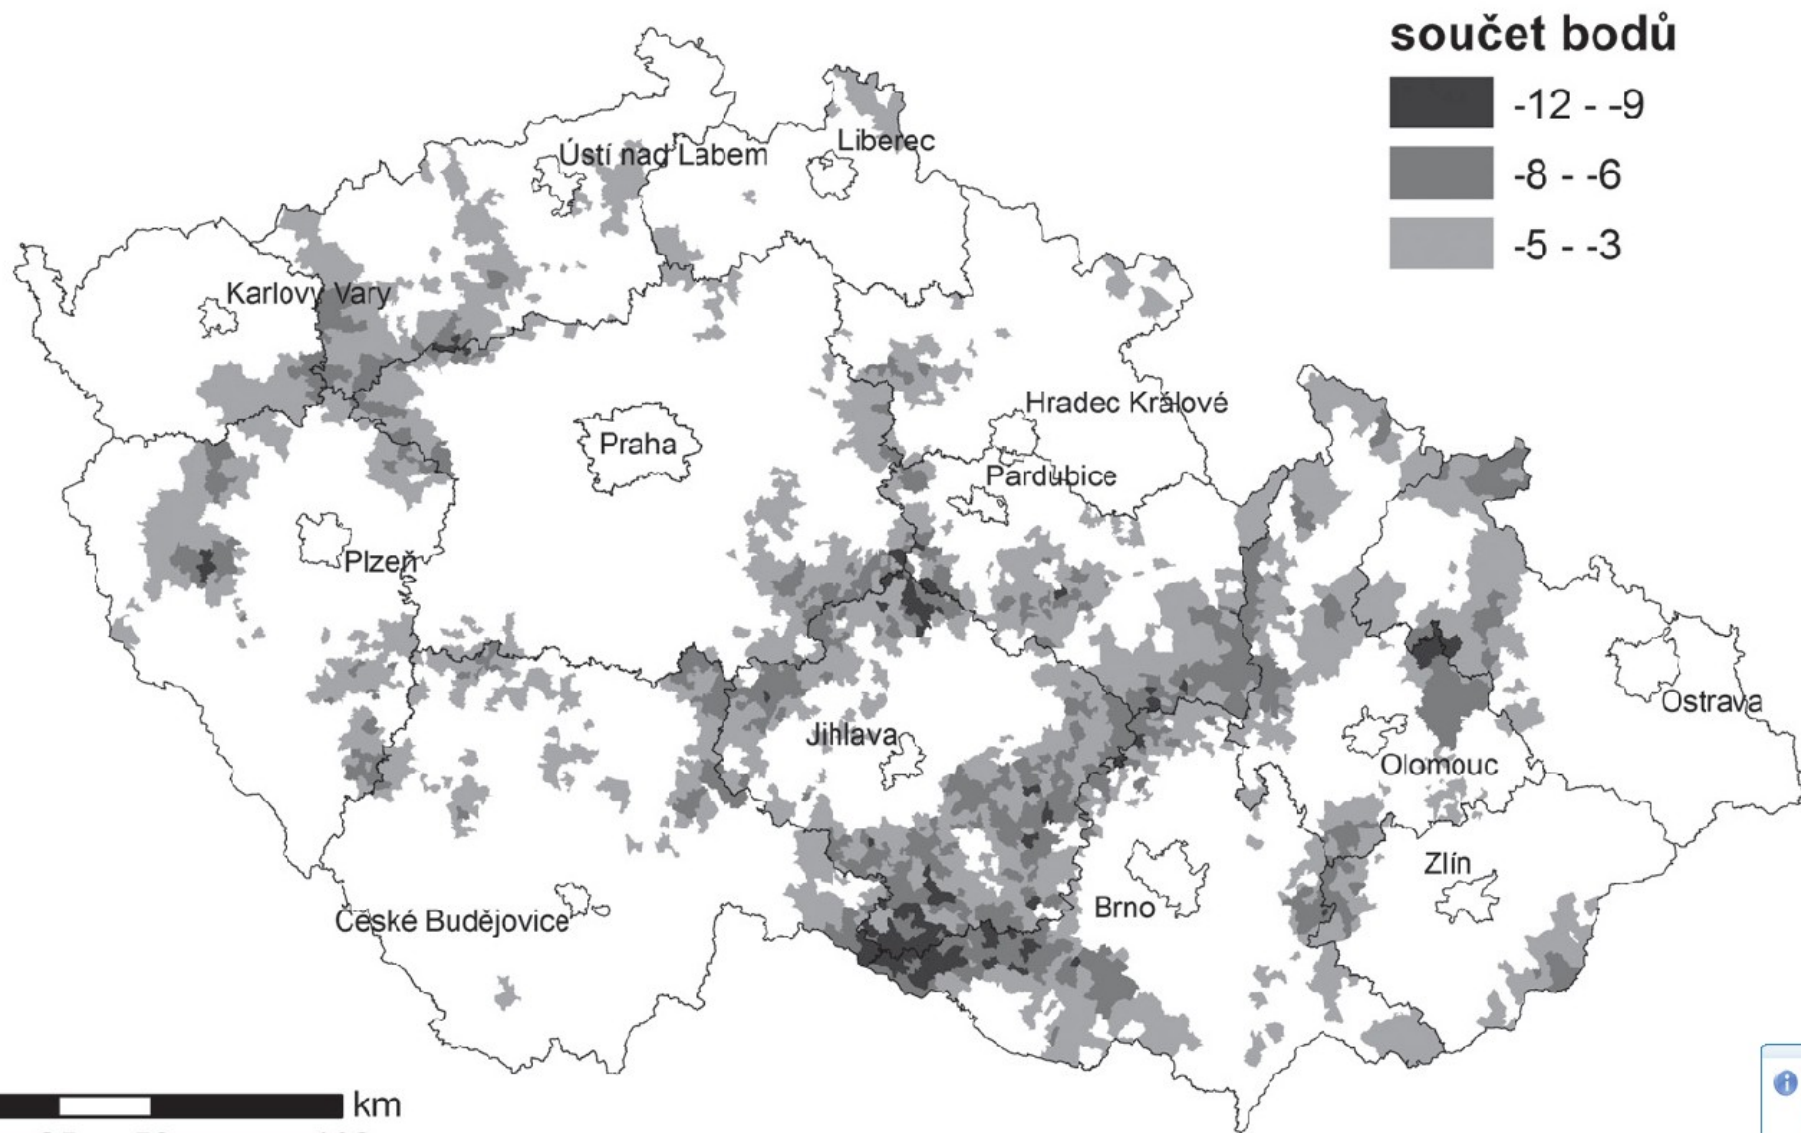 součet bodů
-12 - -9
-8 - -6
-5 - -3
Liberec
Ústí nad Labem
Karlovy Vary
Hradec Králové
Praha
Pardubice
Plzeň
Ostrava
Jihlava
Olomouc
Zlín
Brno
České Budějovice
km